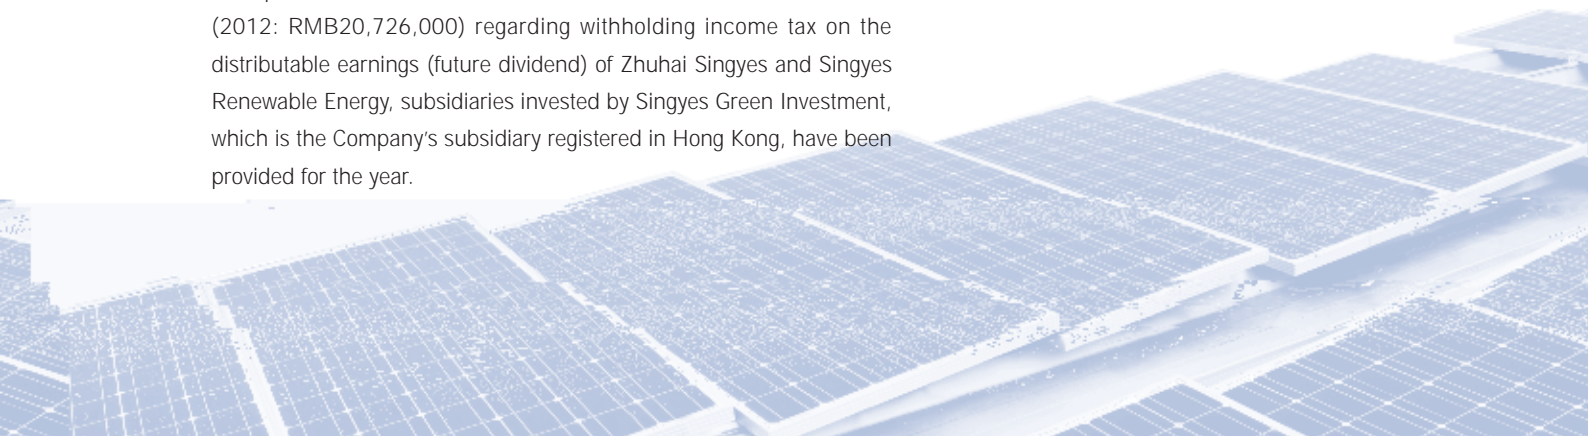 (2012: RMB20,726,000) regarding withholding income tax on the
distributable earnings (future dividend) of Zhuhai Singyes and Singyes
Renewable Energy, subsidiaries invested by Singyes Green Investment,
which is the Company’s subsidiary registered in Hong Kong, have been
provided for the year.